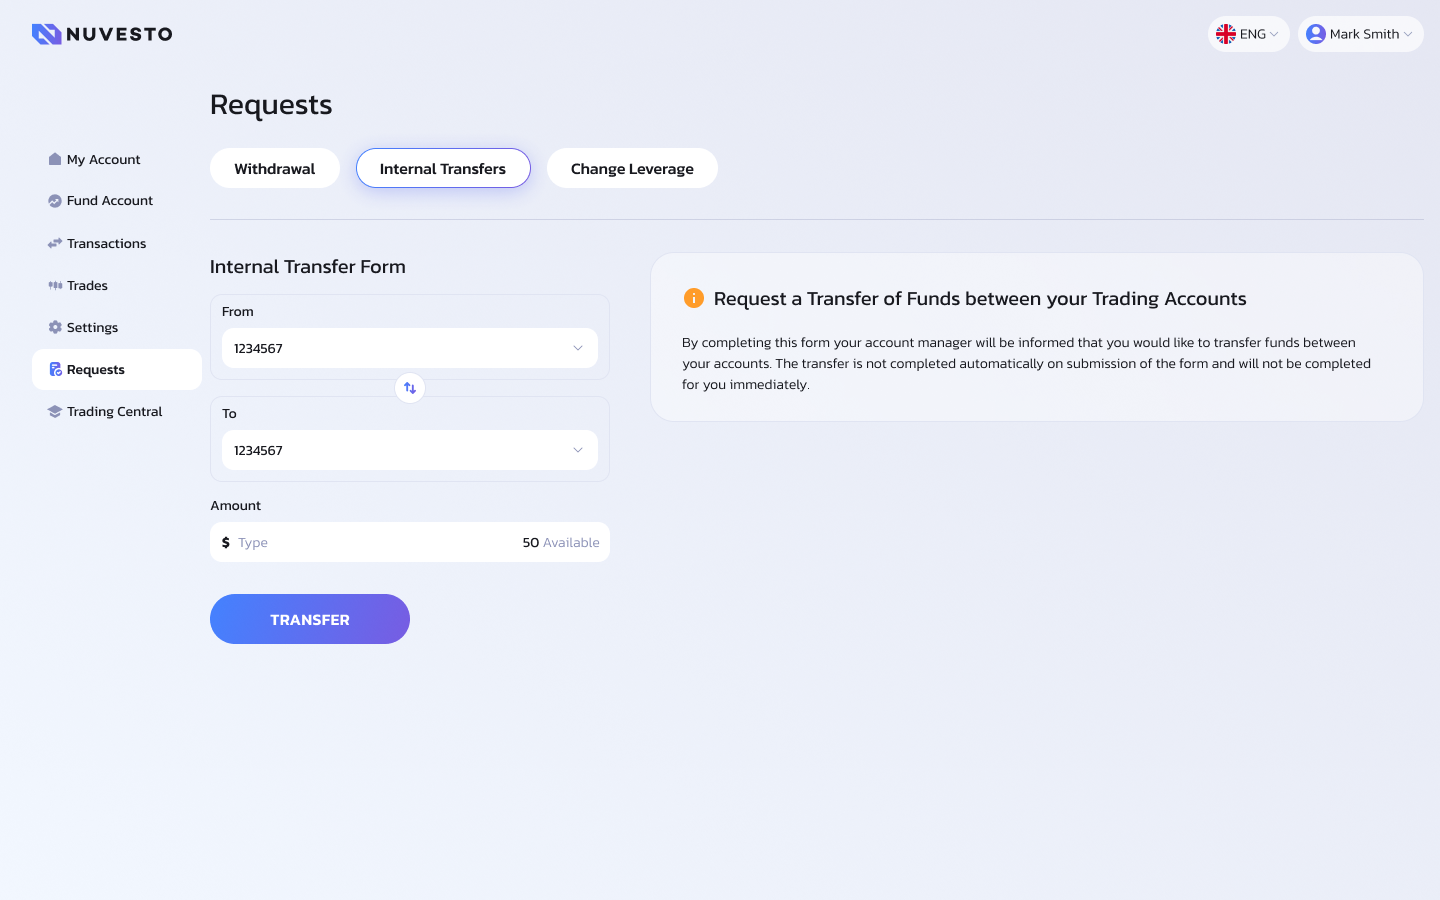 NUVESTO
ENG
Mark Smith
Requests
My Account
Fund Account
Transactions
Trades
Settings
Requests
Trading Central
Withdrawal
Internal Transfers
Change Leverage
Internal Transfer Form
From
1234567
To
1234567
Amount
$ Type 50 Available
TRANSFER
Request a Transfer of Funds between your Trading Accounts
By completing this form your account manager will be informed that you would like to transfer funds between
your accounts. The transfer is not completed automatically on submission of the form and will not be completed
for you immediately.